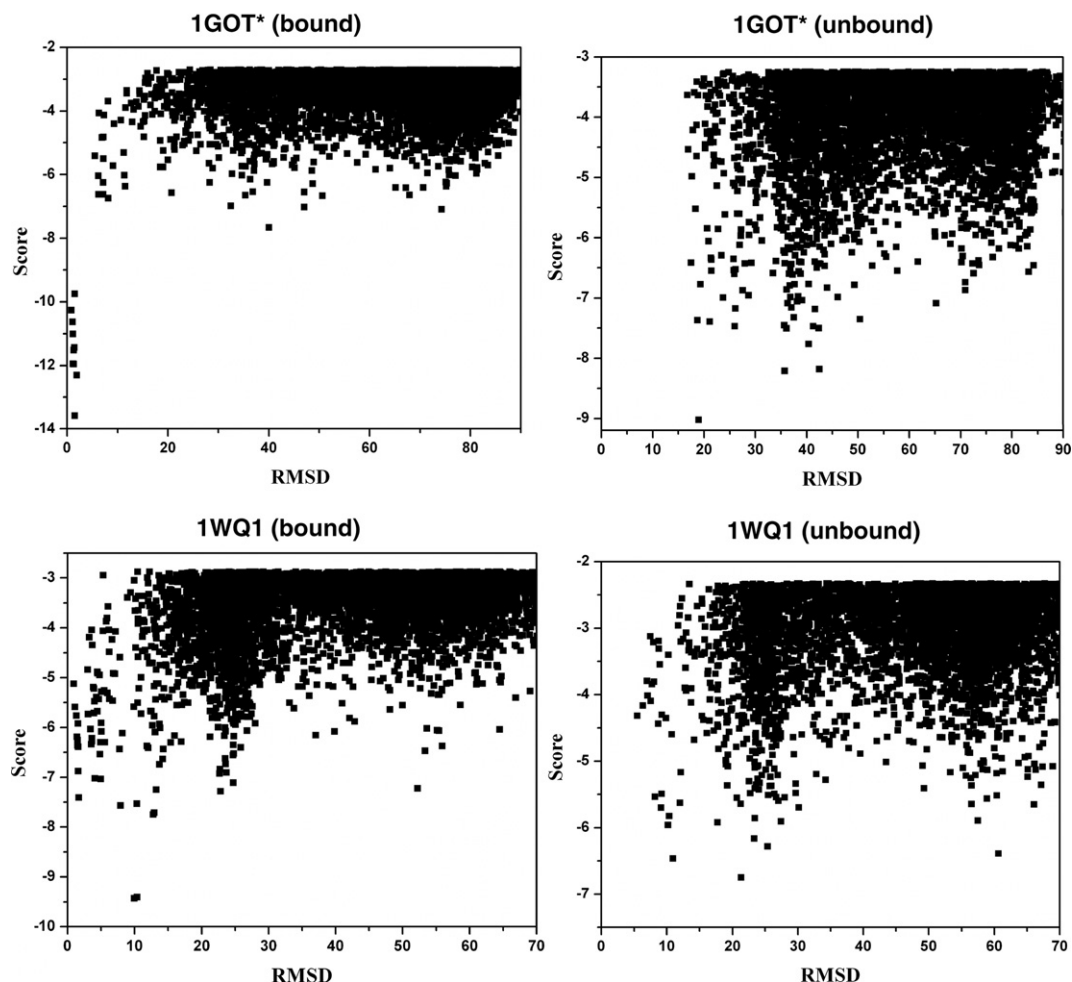 1GOT* (bound)
-2
-4
-6
-8
-10
-12
-14
Score
0 20 40 60 80
RMSD
1GOT* (unbound)
-3
-4
-5
-6
-7
-8
-9
Score
0 10 20 30 40 50 60 70 80 90
RMSD
1WQ1 (bound)
-3
-4
-5
-6
-7
-8
-9
-10
Score
0 10 20 30 40 50 60 70
RMSD
1WQ1 (unbound)
-2
-3
-4
-5
-6
-7
Score
0 10 20 30 40 50 60 70
RMSD